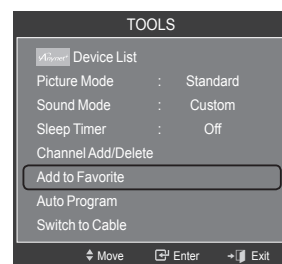 TOOLS
Anynet+ Device List
Picture Mode : Standard
Sound Mode : Custom
Sleep Timer : Off
Channel Add/Delete
Add to Favorite
Auto Program
Switch to Cable
Move Enter Exit